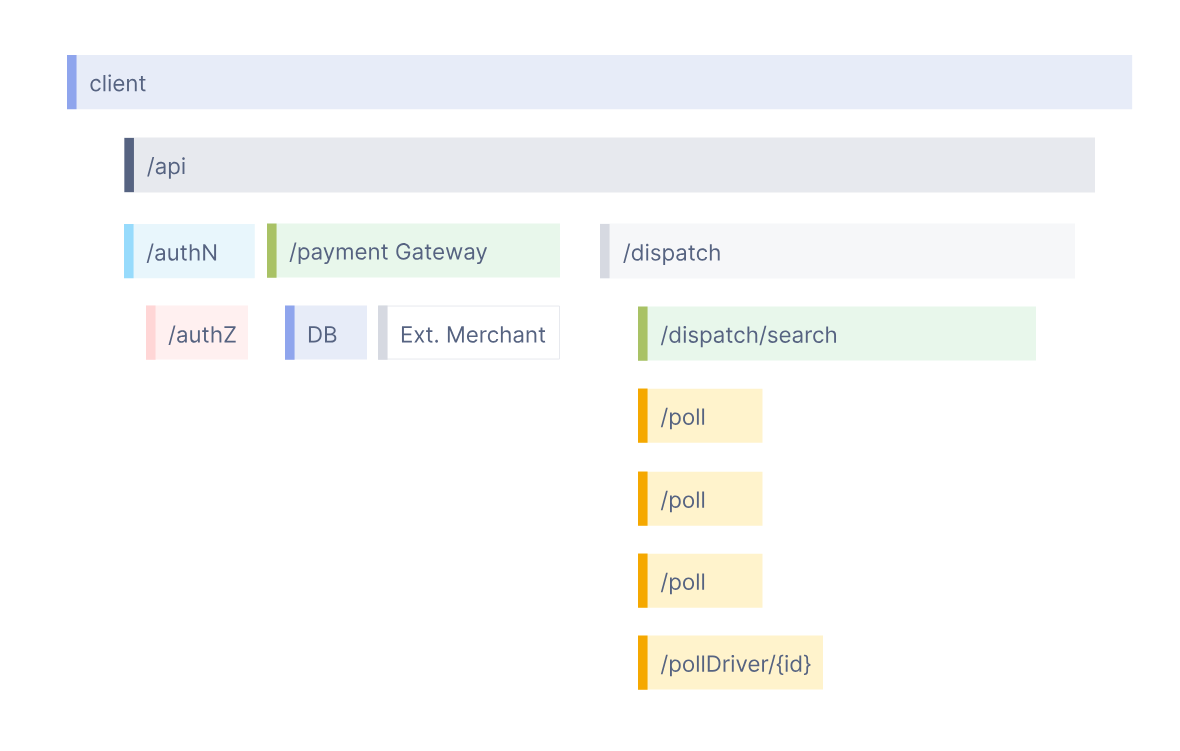 client
/api
/authN
/payment Gateway
/dispatch
/authZ
DB
Ext. Merchant
/dispatch/search
/poll
/poll
/poll
/pollDriver/{id}